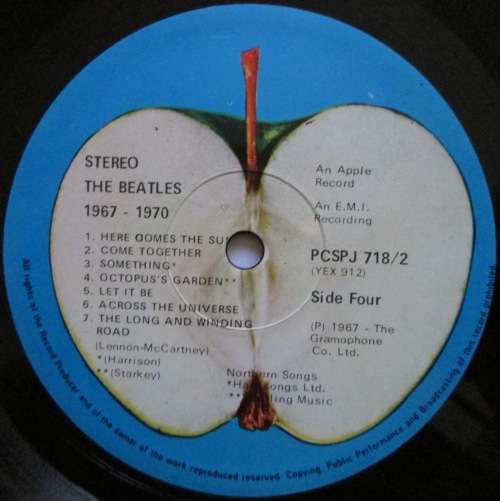 STEREO
THE BEATLES
1967 - 1970
1. HERE COMES THE SU
2. COME TOGETHER
3. SOMETHING*
4. OCTOPUS'S GARDEN**
5. LET IT BE
6. ACROSS THE UNIVERSE
7. THE LONG AND WINDING
ROAD
(Lennon-McCartney)
*(Harrison)
**(Starkey)
An Apple
Record
An E.M.I.
Recording
PCSPJ 718/2
(YEX 912)
Side Four
(P) 1967 - The
Gramophone
Co. Ltd.
Northern Songs
Songs Ltd.
ling Music
All rights of the Record Producer and of the owner of the work reproduced reserved. Copying, Public Performance and Broadcasting of this record prohibited